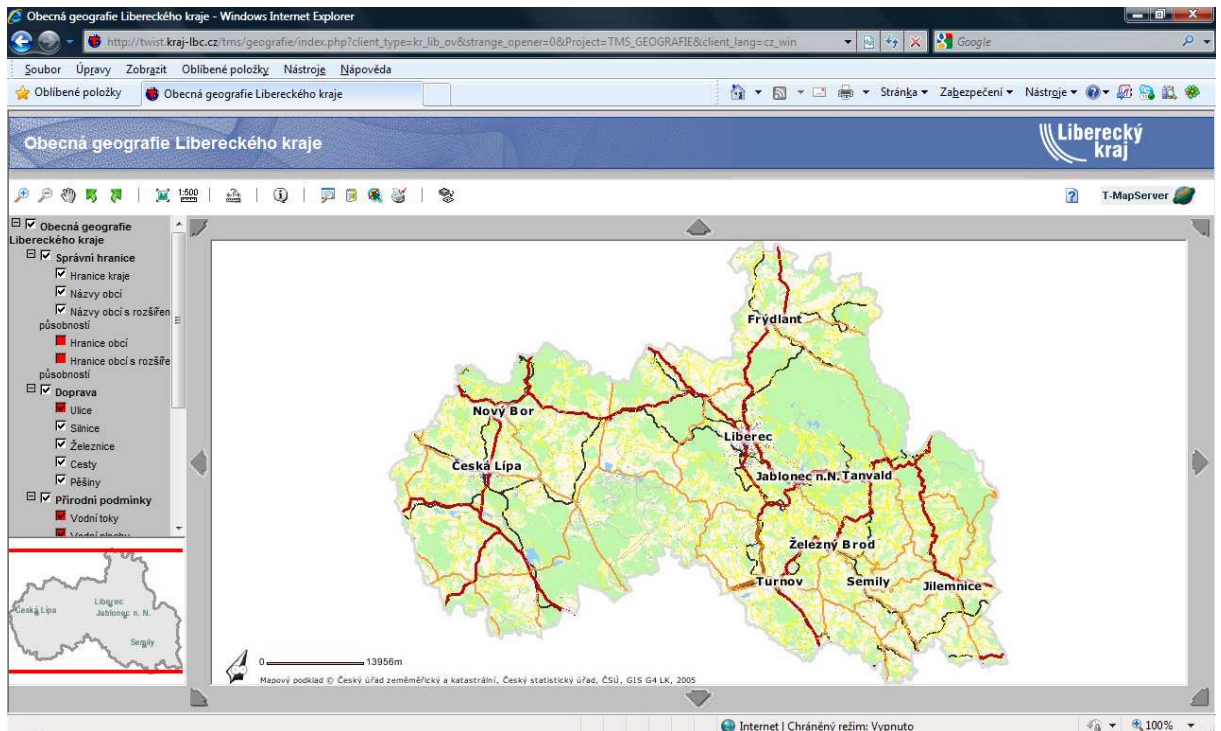 Obecná geografie Libereckého kraje - Windows Internet Explorer
http://twist.kraj-lbc.cz/tms/geografie/index.php?client_type=kr_lib_ov&strange_opener=0&Project=TMS_GEOGRAFIE&client_lang=cz_win
Google
Soubor Úpravy Zobrazit Oblíbené položky Nástroje Nápověda
Oblíbené položky
Obecná geografie Libereckého kraje
Stránka
Zabezpečení
Nástroje
Obecná geografie Libereckého kraje
Liberecký
kraj
1:500
T-MapServer
Obecná geografie
Libereckého kraje
Správní hranice
Hranice kraje
Názvy obcí
Názvy obcí s rozšířen
působností
Hranice obcí
Hranice obcí s rozšíře
působností
Doprava
Ulice
Silnice
Železnice
Cesty
Pěšiny
Přírodní podmínky
Vodní toky
Vodní plochy
Česká Lípa
Liberec
Jablonec n. N.
Semily
Frýdlant
Nový Bor
Liberec
Česká Lípa
Jablonec n.N.
Tanvald
Železný Brod
Turnov
Semily
Jilemnice
0
13956m
Mapový podklad © Český úřad zeměměřický a katastrální, Český statistický úřad, ČSÚ, GIS G4 LK, 2005
Internet | Chráněný režim: Vypnuto
100%